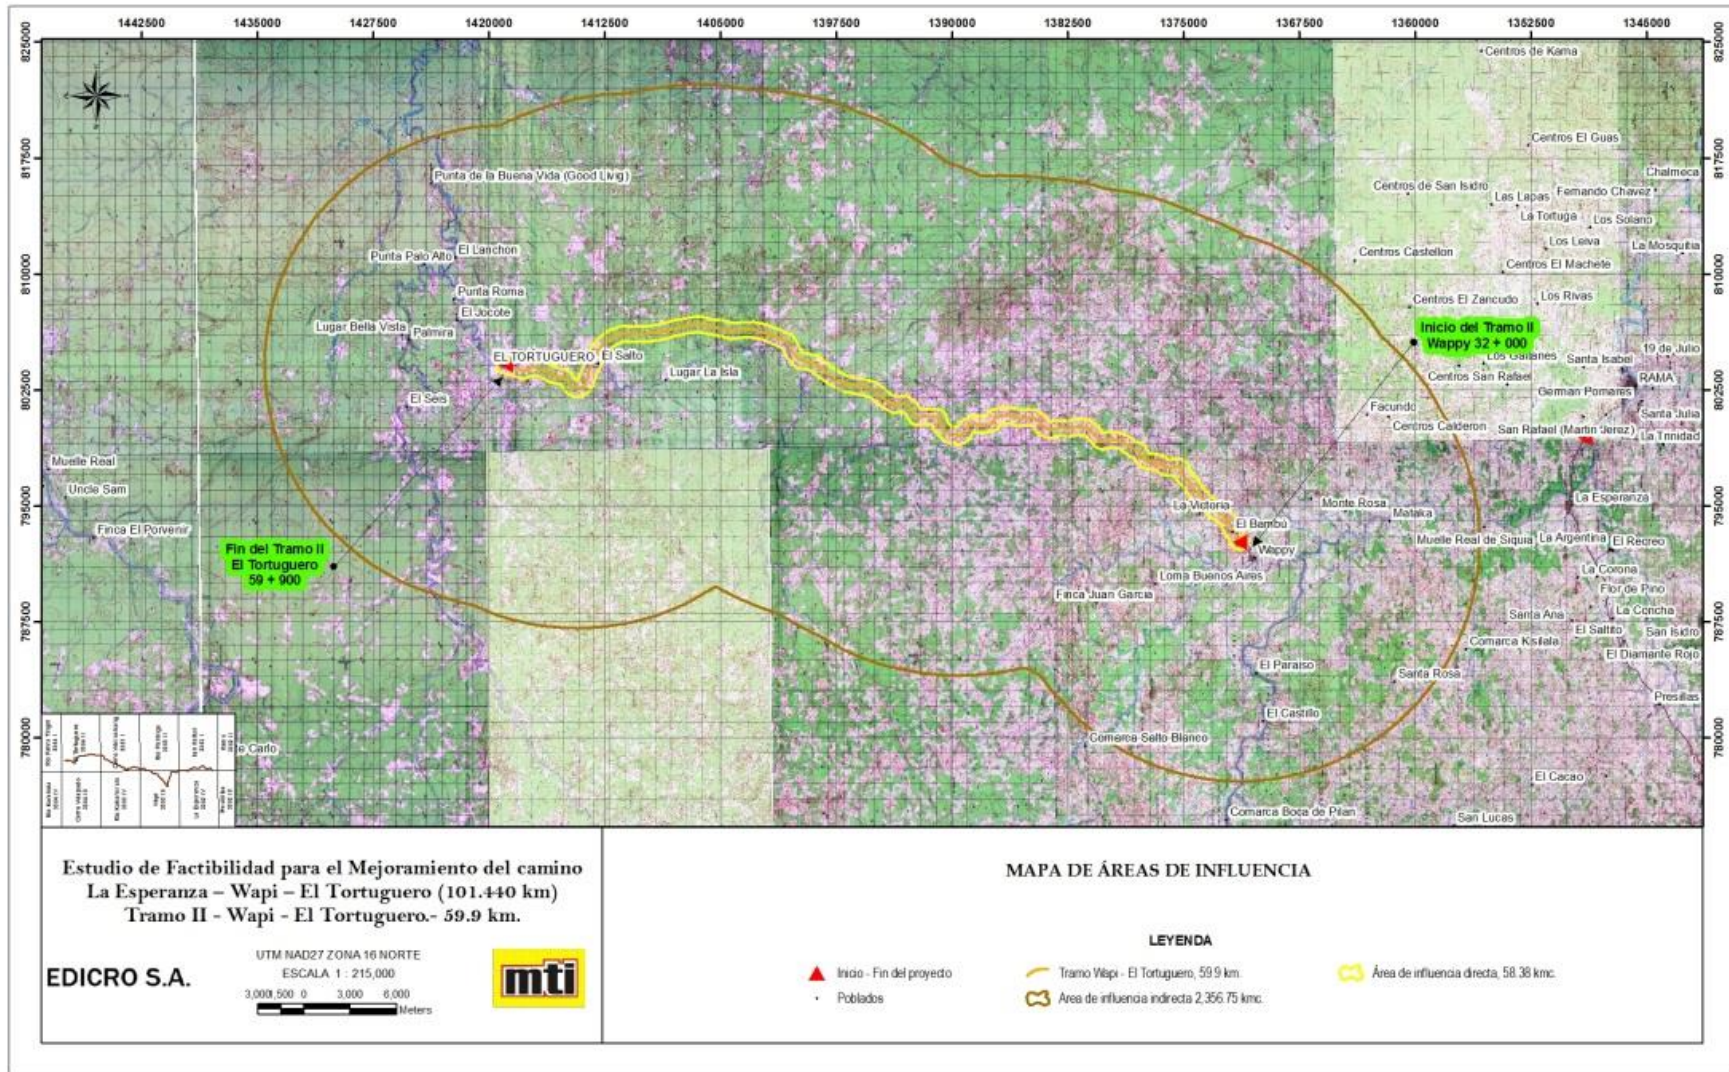 1442500 1435000 1427500 1420000 1412500 1405000 1397500 1390000 1382500 1375000 1367500 1360000 1352500 1345000
825000 825000
Centros de Kama
Centros El Guas
817500 817500
Chalmeca
Punta de la Buena Vida (Good Livig)
Centros de San Isidro
Fernando Chavez
Las Lapas
La Tortuga
Los Solano
Los Leiva
La Mosquitia
El Lanchon
Punta Palo Alto
Centros Castellon
Centros El Machete
810000 810000
Punta Roma
Los Rivas
Centros El Zancudo
El Jocote
Lugar Bella Vista
Palmira
Inicio del Tramo II
Wappy 32 + 000
19 de Julio
EL TORTUGUERO
El Salto
Santa Isabel
Lugar La Isla
Centros San Rafael
RAMA
802500 802500
German Pomares
El Seis
Facundo
Santa Julia
Centros Calderon
San Rafael (Martin Jerez)
La Trinidad
Muelle Real
Uncle Sam
La Esperanza
795000 795000
La Victoria
Monte Rosa
Mataka
El Bambú
Finca El Porvenir
Muelle Real de Siquia
La Argentina
El Recreo
Wappy
Fin del Tramo II
El Tortuguero
59 + 900
Loma Buenos Aires
La Corona
Finca Juan Garcia
Flor de Pino
787500 787500
Santa Ana
La Concha
El Saltito
San Isidro
Comarca Kisilala
El Diamante Rojo
El Paraiso
Santa Rosa
Presillas
El Castillo
780000 780000
Comarca Salto Blanco
e Carlo
El Cacao
Comarca Boca de Pilan
San Lucas
Estudio de Factibilidad para el Mejoramiento del camino
La Esperanza – Wapi – El Tortuguero (101.440 km)
Tramo II - Wapi - El Tortuguero.- 59.9 km.
EDICRO S.A.
UTM NAD27 ZONA 16 NORTE
ESCALA 1 : 215,000
3,000 1,500 0 3,000 6,000
Meters
mti
MAPA DE ÁREAS DE INFLUENCIA
LEYENDA
Inicio - Fin del proyecto
Tramo Wapi - El Tortuguero, 59.9 km.
Área de influencia directa, 58.38 kmc.
Poblados
Area de influencia indirecta 2,356.75 kmc.